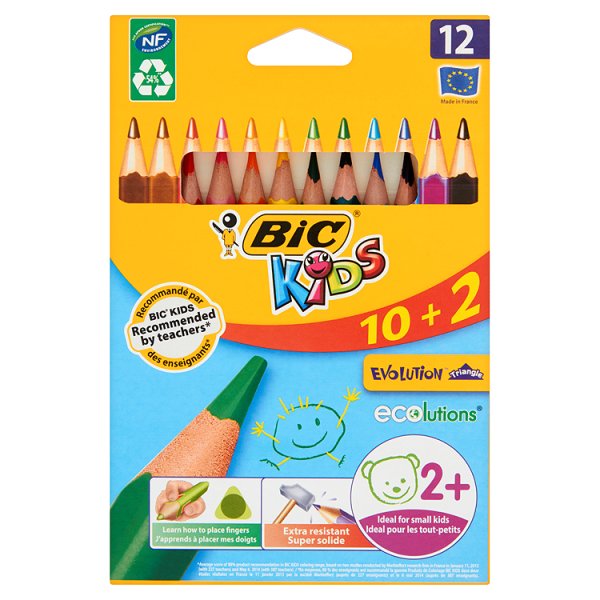 NF
ENVIRONNEMENT
54%
12
Made in France
BIC
KIDS
Recommandé par
BIC® KIDS
Recommended
by teachers*
des enseignants*
10 + 2
EVOLUTION™ Triangle
ecolutions®
2+
Ideal for small kids
Idéal pour les tout-petits
Learn how to place fingers
J'apprends à placer mes doigts
Extra resistant
Super solide